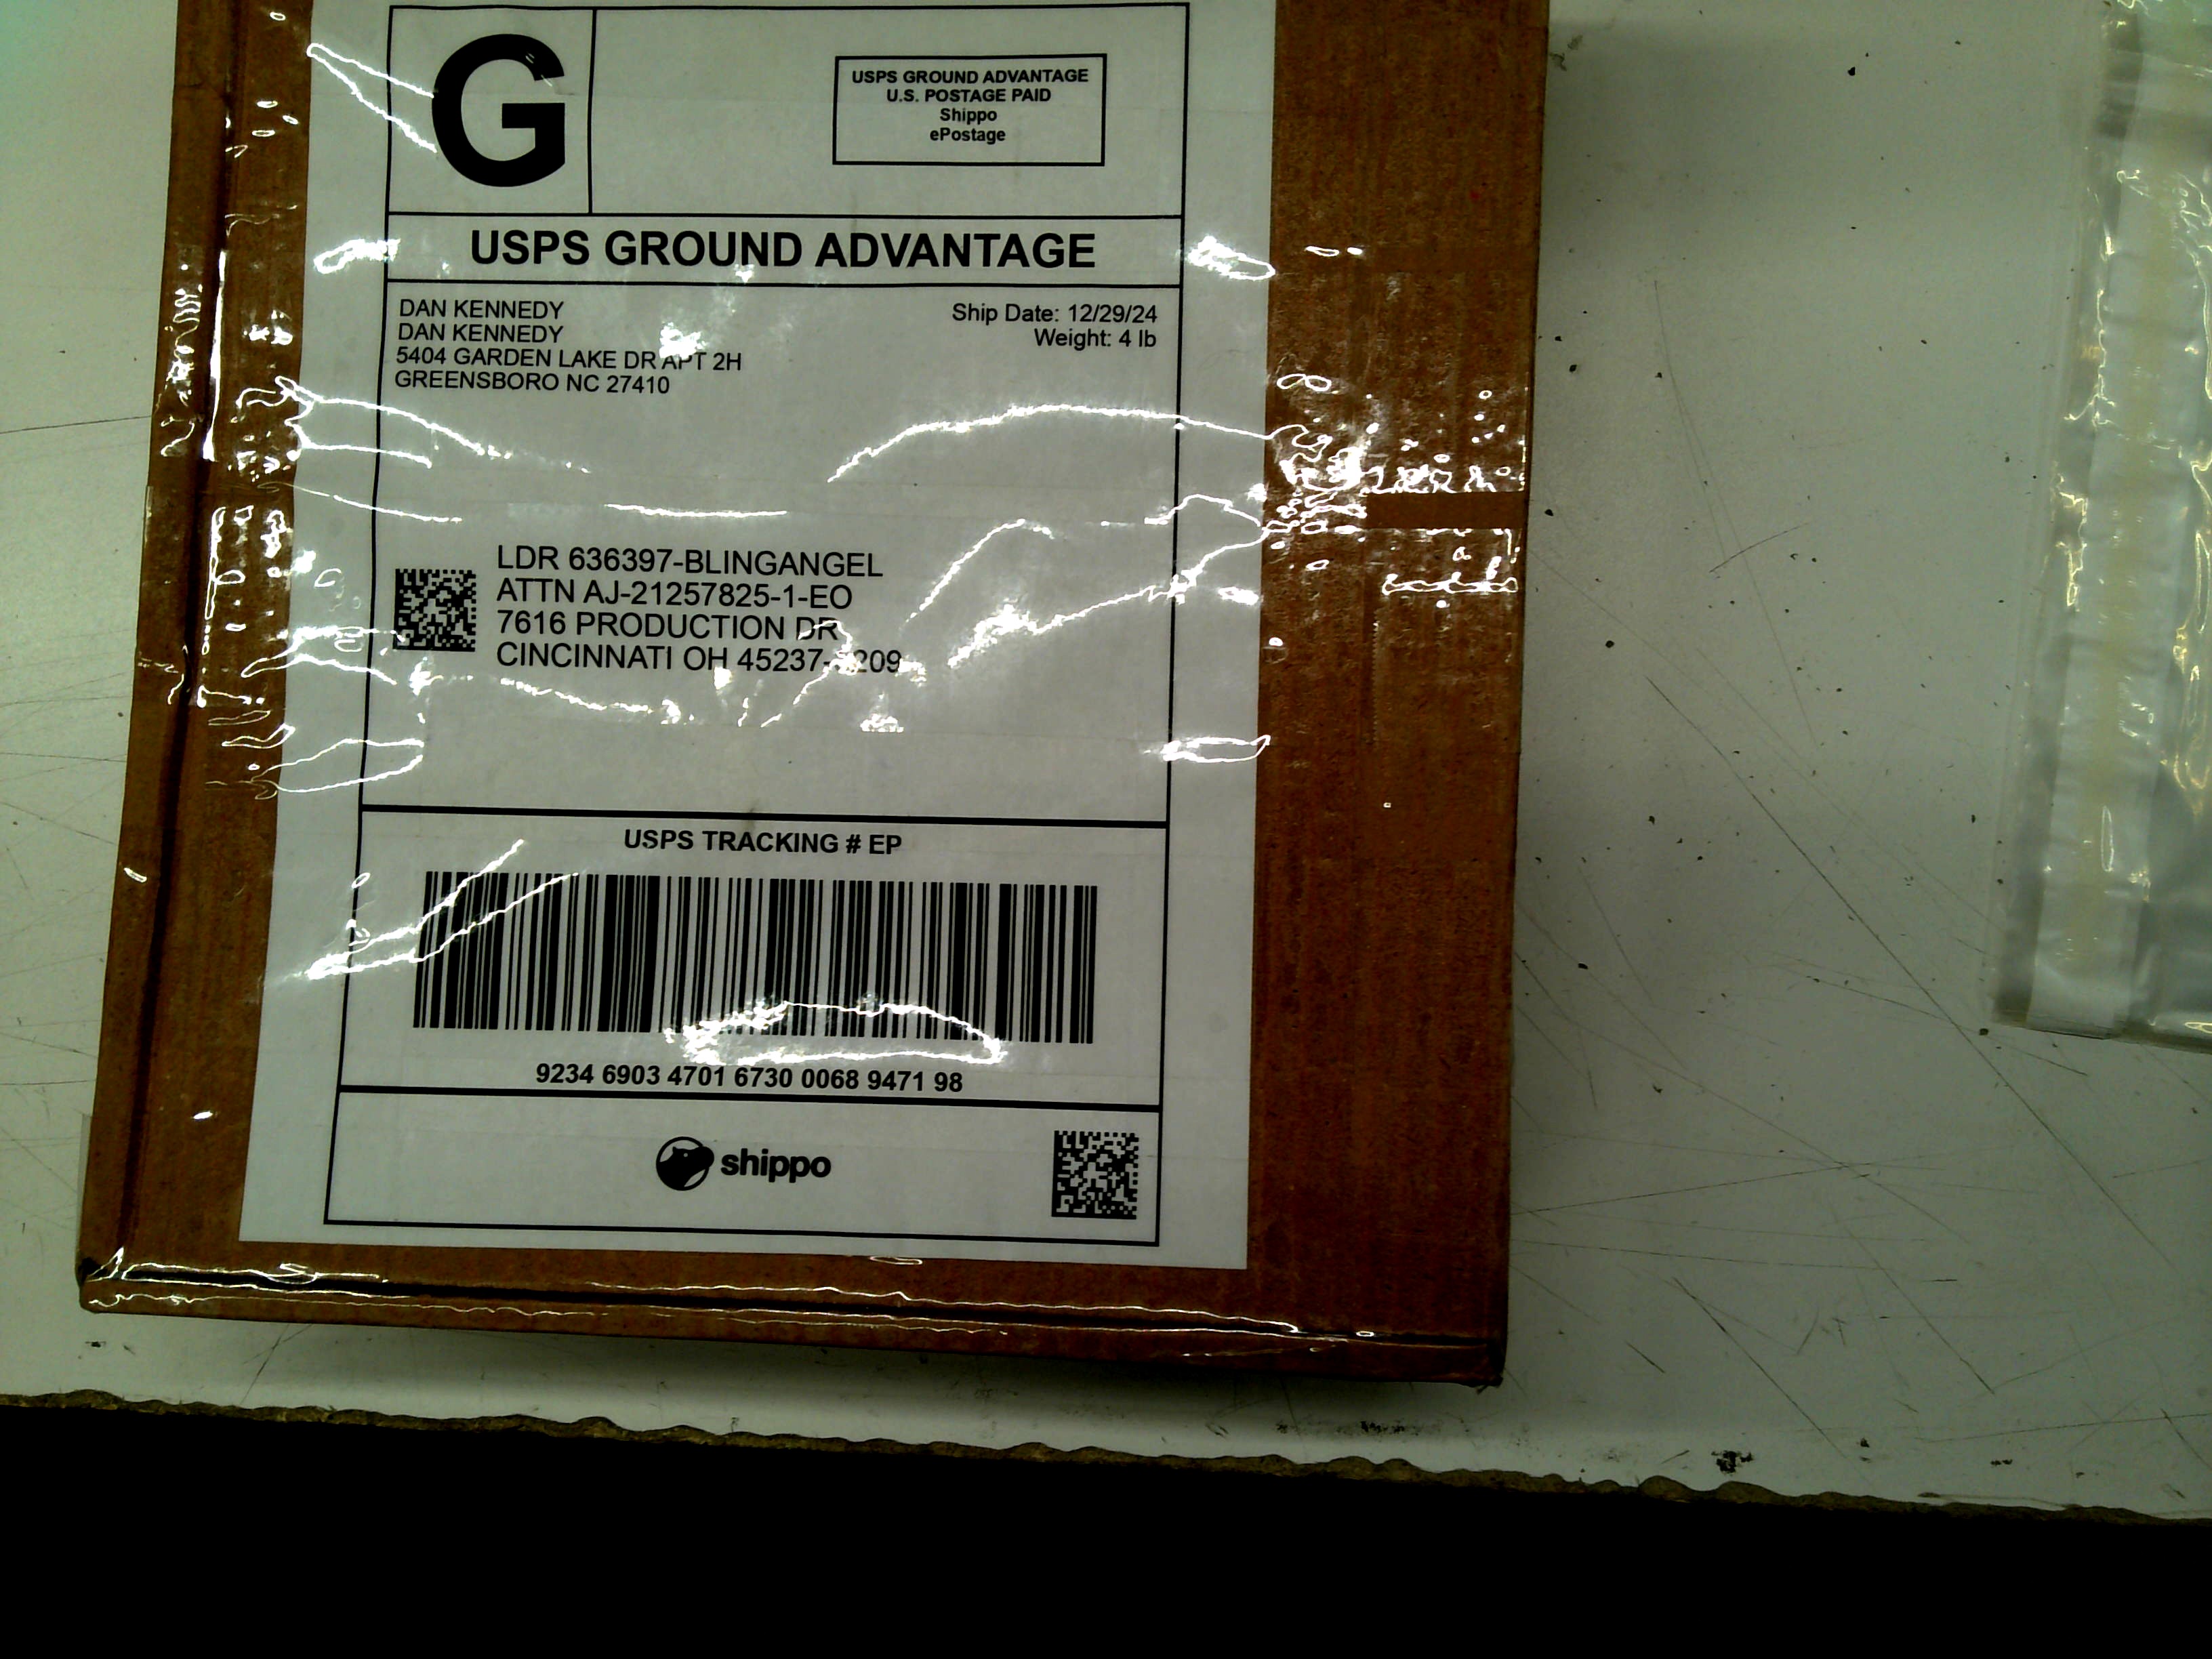 G
USPS GROUND ADVANTAGE
U.S. POSTAGE PAID
Shippo
ePostage
USPS GROUND ADVANTAGE
DAN KENNEDY
DAN KENNEDY
5404 GARDEN LAKE DR APT 2H
GREENSBORO NC 27410
Ship Date: 12/29/24
Weight: 4 lb
LDR 636397-BLINGANGEL
ATTN AJ-21257825-1-EO
7616 PRODUCTION DR
CINCINNATI OH
USPS TRACKING # EP
9234 6903 4701 6730 0068 9471 98
shippo